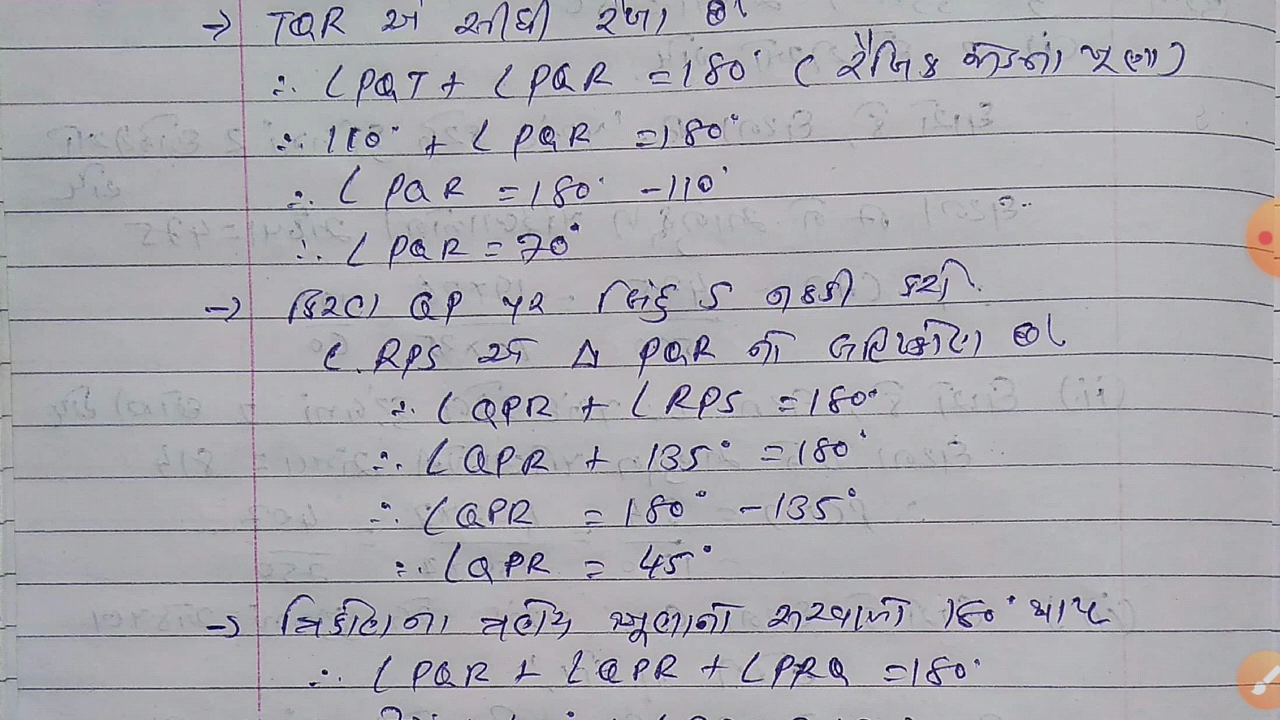 → TQR એ સીધી રેખા છે
∴ ∠PQT + ∠PQR = 180° (રૈખિક જોડના ખૂણા)
∴ 110° + ∠PQR = 180°
∴ ∠PQR = 180° - 110°
∴ ∠PQR = 70°
→ કિરણ QP પર બિંદુ S નક્કી કરતાં
∠RPS એ Δ PQR નો બહિષ્કોણ છે
∴ ∠QPR + ∠RPS = 180°
∴ ∠QPR + 135° = 180°
∴ ∠QPR = 180° - 135°
∴ ∠QPR = 45°
→ ત્રિકોણના ત્રણેય ખૂણાનો સરવાળો 180° થાય
∴ ∠PQR + ∠QPR + ∠PRQ = 180°